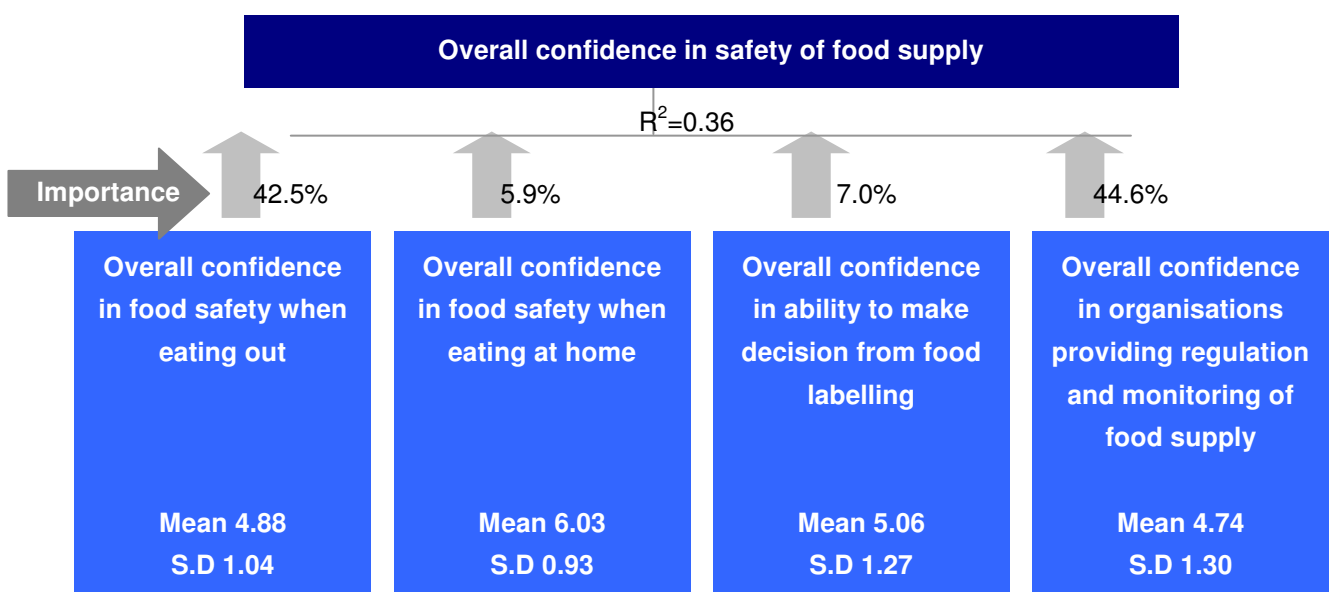 Overall confidence in safety of food supply
R²=0.36
Importance
42.5%
5.9%
7.0%
44.6%
Overall confidence
in food safety when
eating out
Mean 4.88
S.D 1.04
Overall confidence
in food safety when
eating at home
Mean 6.03
S.D 0.93
Overall confidence
in ability to make
decision from food
labelling
Mean 5.06
S.D 1.27
Overall confidence
in organisations
providing regulation
and monitoring of
food supply
Mean 4.74
S.D 1.30